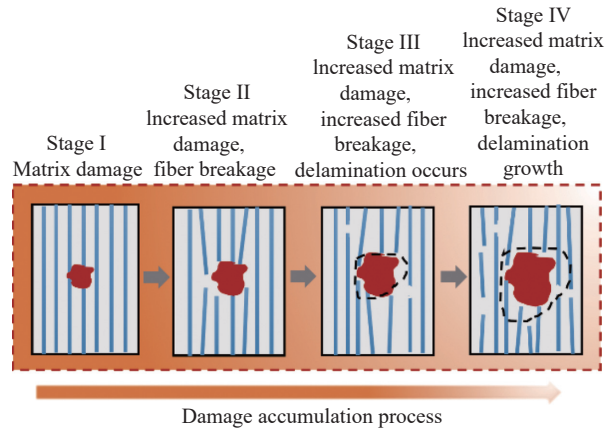 Stage I
Matrix damage
Stage II
lncreased matrix
damage,
fiber breakage
Stage III
lncreased matrix
damage,
increased fiber
breakage,
delamination occurs
Stage IV
lncreased matrix
damage,
increased fiber
breakage,
delamination
growth
Damage accumulation process